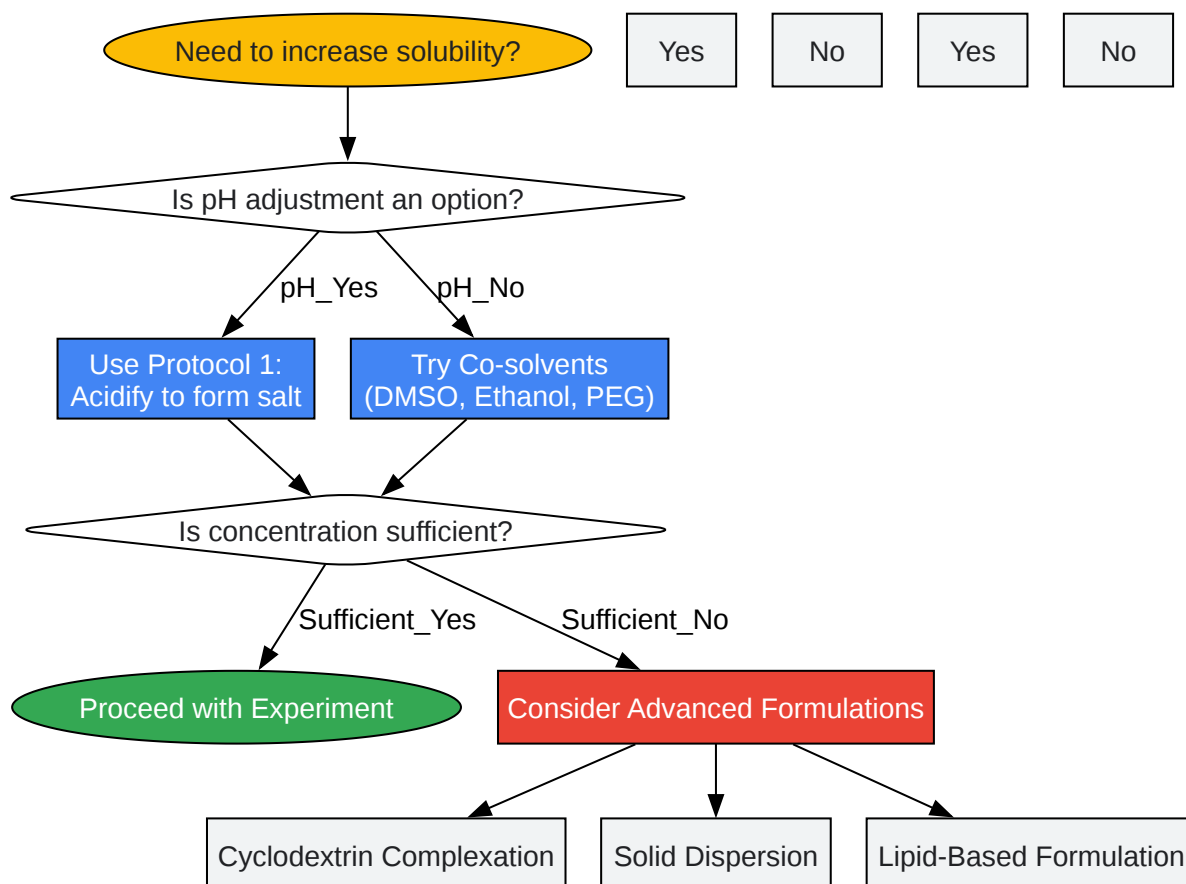 Need to increase solubility?
Yes
No
Yes
No
Is pH adjustment an option?
pH_Yes
pH_No
Use Protocol 1:
Acidify to form salt
Try Co-solvents
(DMSO, Ethanol, PEG)
Is concentration sufficient?
Sufficient_Yes
Sufficient_No
Proceed with Experiment
Consider Advanced Formulations
Cyclodextrin Complexation
Solid Dispersion
Lipid-Based Formulation